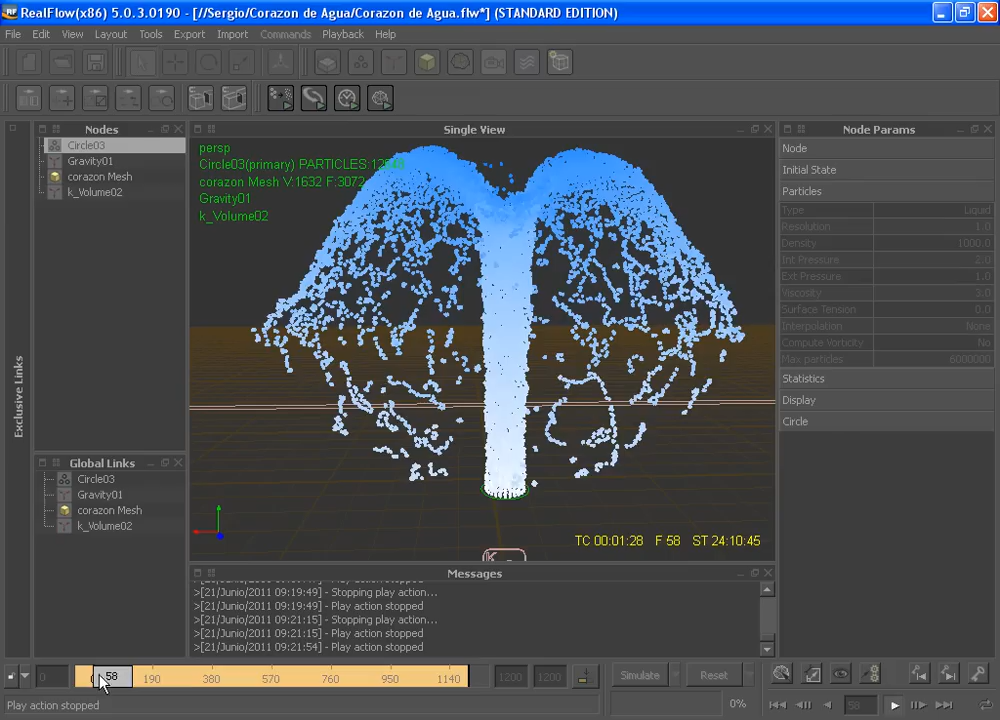 RealFlow(x86) 5.0.3.0190 - [//Sergio/Corazon de Agua/Corazon de Agua.flw*] (STANDARD EDITION)
File Edit View Layout Tools Export Import Commands Playback Help
Nodes
Circle03
Gravity01
corazon Mesh
k_Volume02
Exclusive Links
Global Links
Circle03
Gravity01
corazon Mesh
k_Volume02
Single View
persp
Circle03(primary) PARTICLES:
corazon Mesh V:1632 F:3072
Gravity01
k_Volume02
TC 00:01:28 F 58 ST 24:10:45
Messages
>[21/Junio/2011 09:19:49] - Stopping play action...
>[21/Junio/2011 09:19:49] - Play action stopped
>[21/Junio/2011 09:21:15] - Stopping play action...
>[21/Junio/2011 09:21:15] - Play action stopped
>[21/Junio/2011 09:21:54] - Play action stopped
Node Params
Node
Initial State
Particles
Type Liquid
Resolution 1.0
Density 1000.0
Int Pressure 2.0
Ext Pressure 1.0
Viscosity 3.0
Surface Tension 0.0
Interpolation None
Compute Vorticity No
Max particles 6000000
Statistics
Display
Circle
0 58 190 380 570 760 950 1140 1200 1200 Simulate Reset
Play action stopped 0% 58